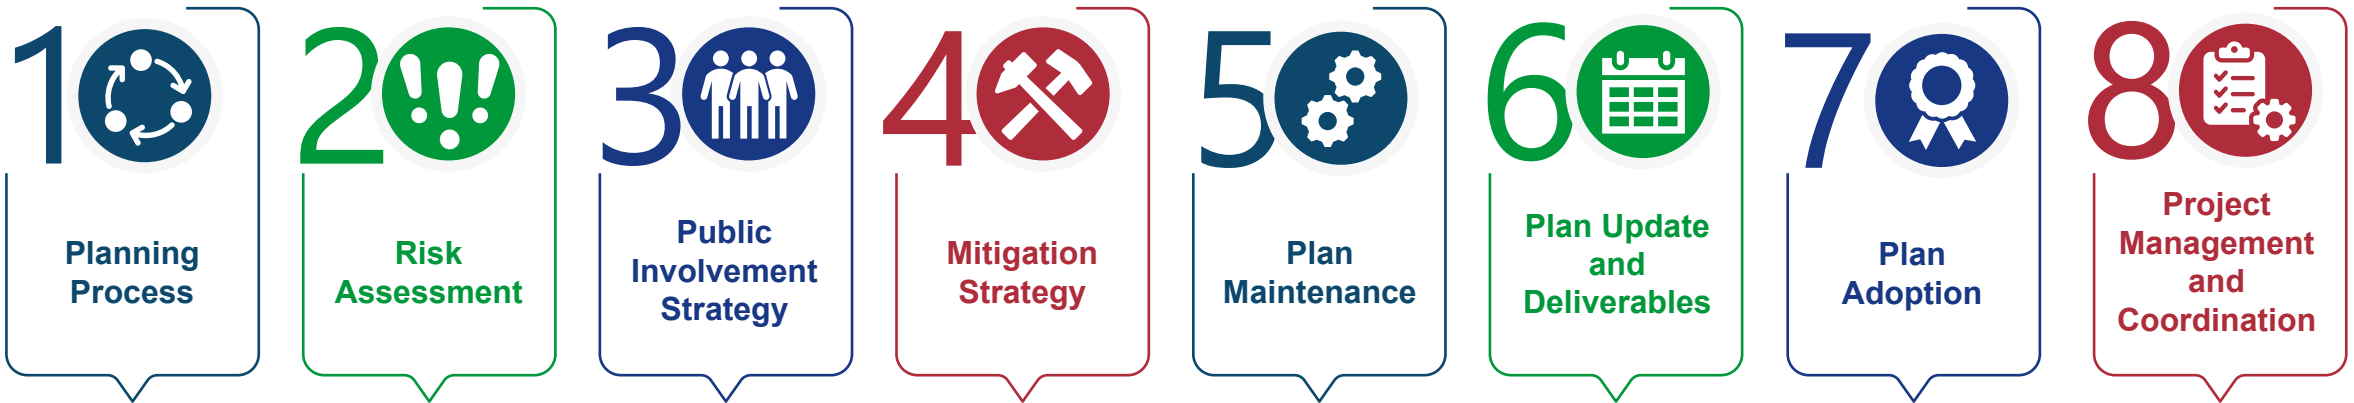 1
Planning
Process
2
Risk
Assessment
3
Public
Involvement
Strategy
4
Mitigation
Strategy
5
Plan
Maintenance
6
Plan Update
and
Deliverables
7
Plan
Adoption
8
Project
Management
and
Coordination